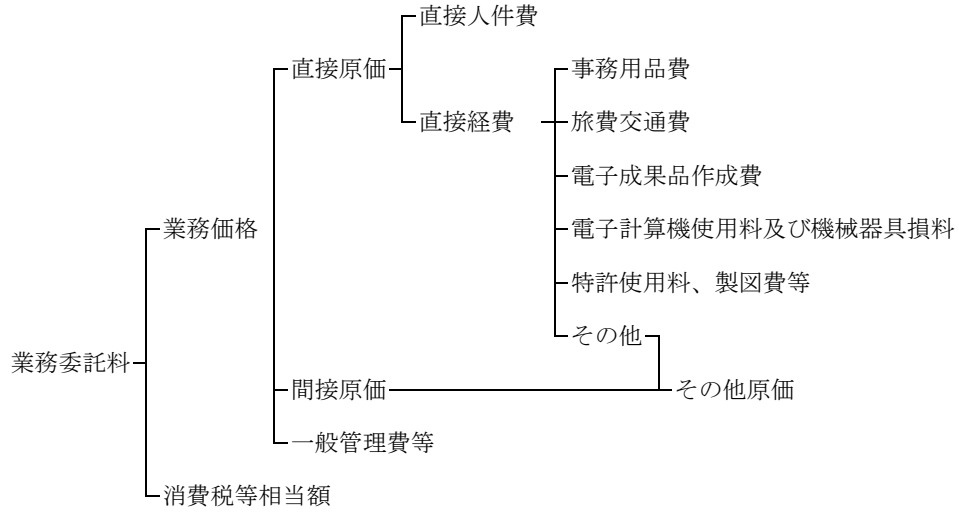 直接人件費
直接原価
事務用品費
直接経費
旅費交通費
電子成果品作成費
業務価格
電子計算機使用料及び機械器具損料
特許使用料、製図費等
その他
業務委託料
間接原価
その他原価
一般管理費等
消費税等相当額